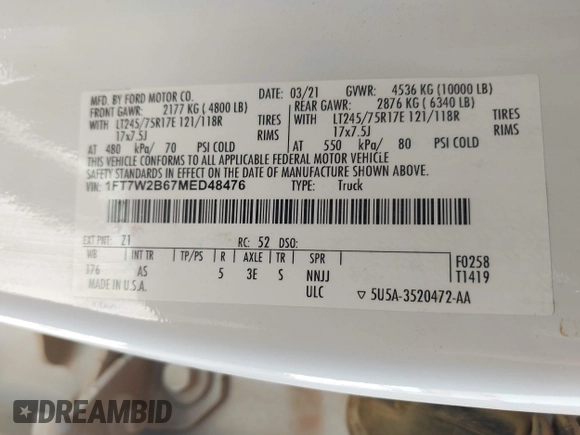 MFD. BY FORD MOTOR CO.
DATE: 03/21 GVWR: 4536 KG (10000 LB)
FRONT GAWR: 2177 KG ( 4800 LB)
REAR GAWR: 2876 KG ( 6340 LB)
WITH LT245/75R17E 121/118R TIRES
WITH LT245/75R17E 121/118R TIRES
17x7.5J RIMS
17x7.5J RIMS
AT 480 kPa/ 70 PSI COLD
AT 550 kPa/ 80 PSI COLD
THIS VEHICLE CONFORMS TO ALL APPLICABLE FEDERAL MOTOR VEHICLE
SAFETY STANDARDS IN EFFECT ON THE DATE OF MANUFACTURE SHOWN ABOVE.
VIN: 1FT7W2B67MED48476 TYPE: Truck
EXT PNT: Z1 RC: 52 DSO:
WB INT TR TP/PS R AXLE TR SPR
176 AS 5 3E S NNJJ
MADE IN U.S.A. ULC
F0258
T1419
▽ 5U5A-3520472-AA
DREAMBID